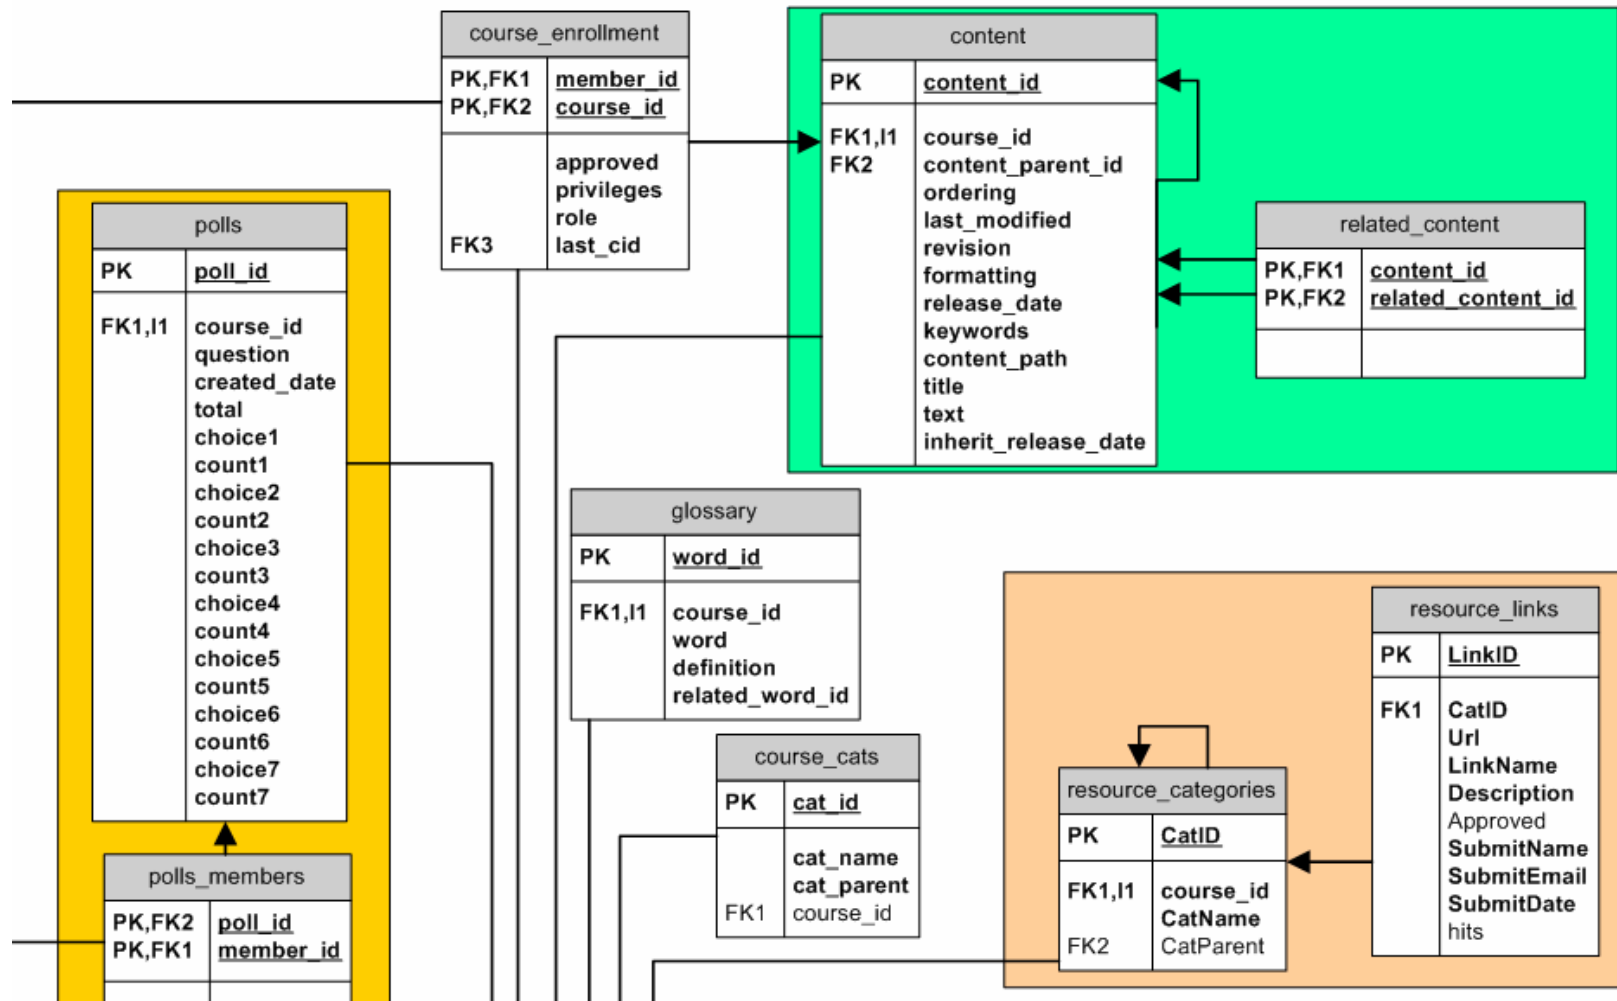 course_enrollment
PK,FK1 member_id
PK,FK2 course_id
approved
privileges
role
FK3 last_cid
content
PK content_id
FK1,I1 course_id
FK2 content_parent_id
ordering
last_modified
revision
formatting
release_date
keywords
content_path
title
text
inherit_release_date
related_content
PK,FK1 content_id
PK,FK2 related_content_id
polls
PK poll_id
FK1,I1 course_id
question
created_date
total
choice1
count1
choice2
count2
choice3
count3
choice4
count4
choice5
count5
choice6
count6
choice7
count7
polls_members
PK,FK2 poll_id
PK,FK1 member_id
glossary
PK word_id
FK1,I1 course_id
word
definition
related_word_id
course_cats
PK cat_id
cat_name
cat_parent
FK1 course_id
resource_categories
PK CatID
FK1,I1 course_id
CatName
FK2 CatParent
resource_links
PK LinkID
FK1 CatID
Url
LinkName
Description
Approved
SubmitName
SubmitEmail
SubmitDate
hits